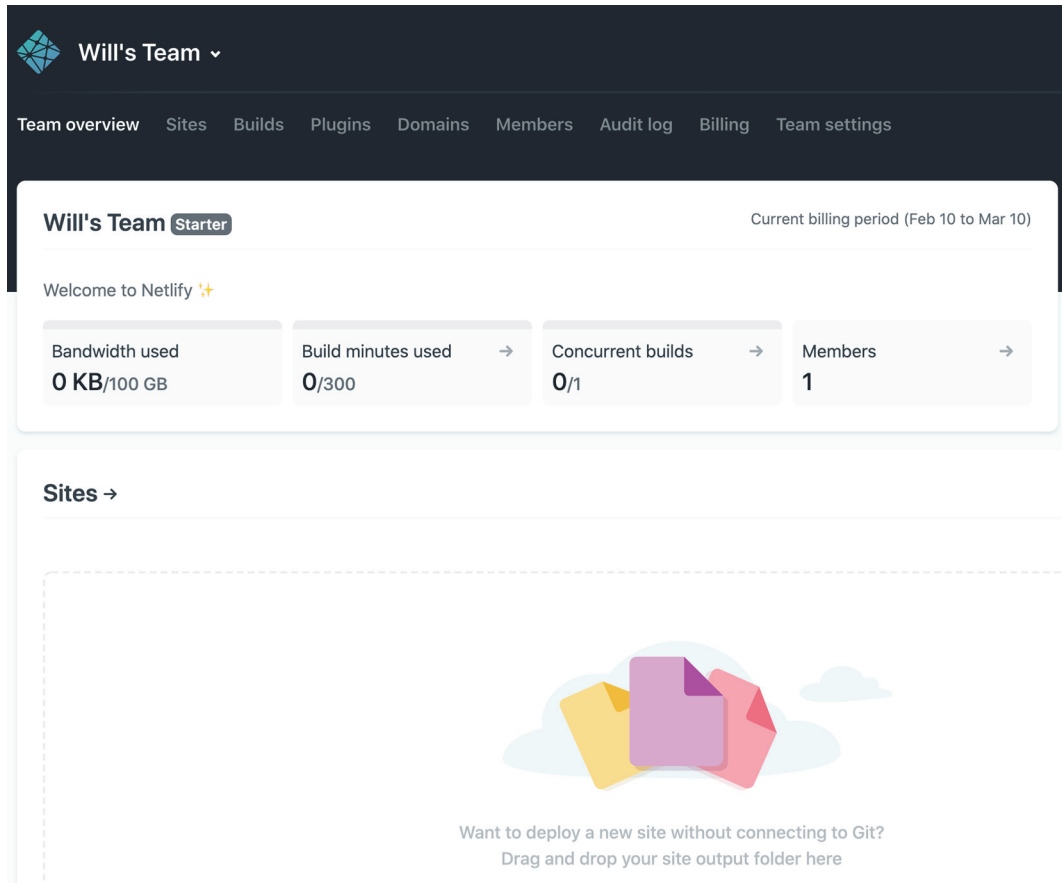 Will's Team
Team overview Sites Builds Plugins Domains Members Audit log Billing Team settings
Will's Team Starter
Current billing period (Feb 10 to Mar 10)
Welcome to Netlify ✨
Bandwidth used
0 KB/100 GB
Build minutes used →
0/300
Concurrent builds →
0/1
Members →
1
Sites →
Want to deploy a new site without connecting to Git?
Drag and drop your site output folder here